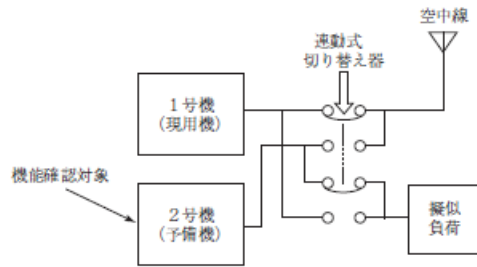 空中線
連動式
切り替え器
1号機
(現用機)
機能確認対象
2号機
(予備機)
擬似
負荷